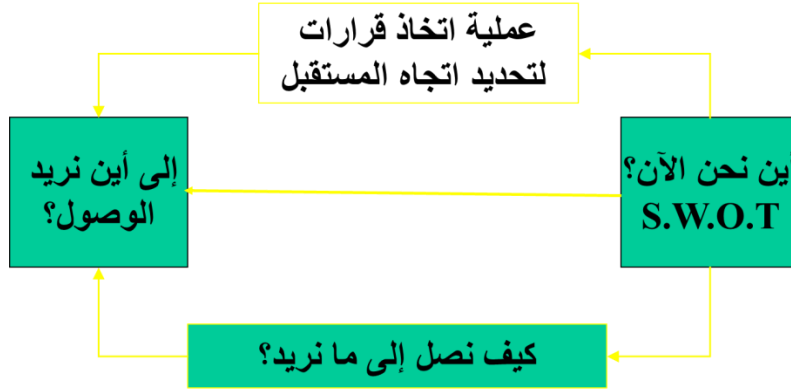 عملية اتخاذ قرارات
لتحديد اتجاه المستقبل
أين نحن الآن؟
S.W.O.T
إلى أين نريد
الوصول؟
كيف نصل إلى ما نريد؟